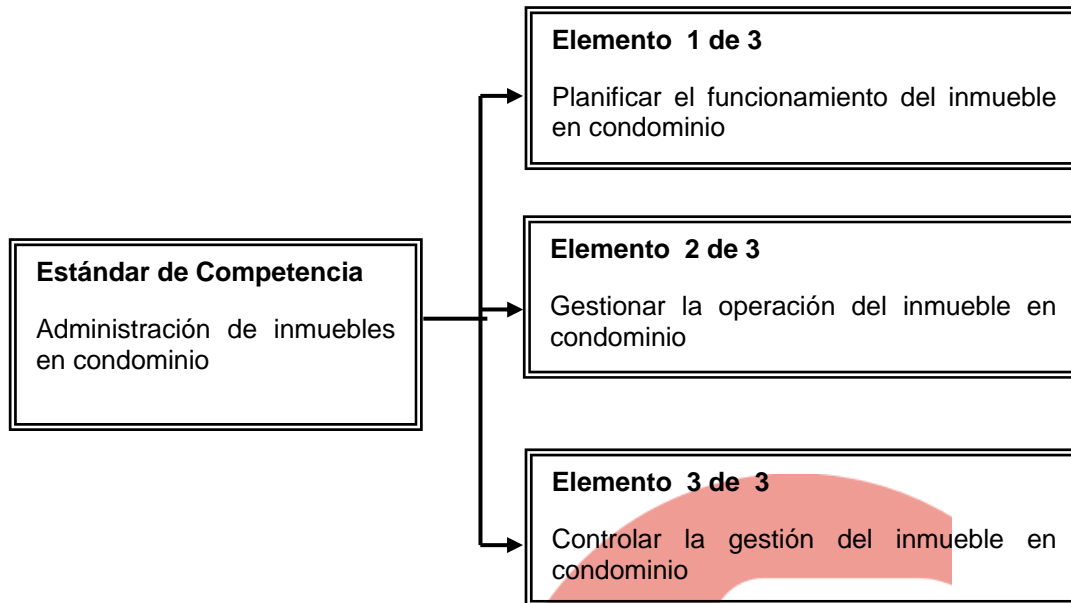 Elemento 1 de 3
Planificar el funcionamiento del inmueble
en condominio
Estándar de Competencia
Administración de inmuebles
en condominio
Elemento 2 de 3
Gestionar la operación del inmueble en
condominio
Elemento 3 de 3
Controlar la gestión del inmueble en
condominio